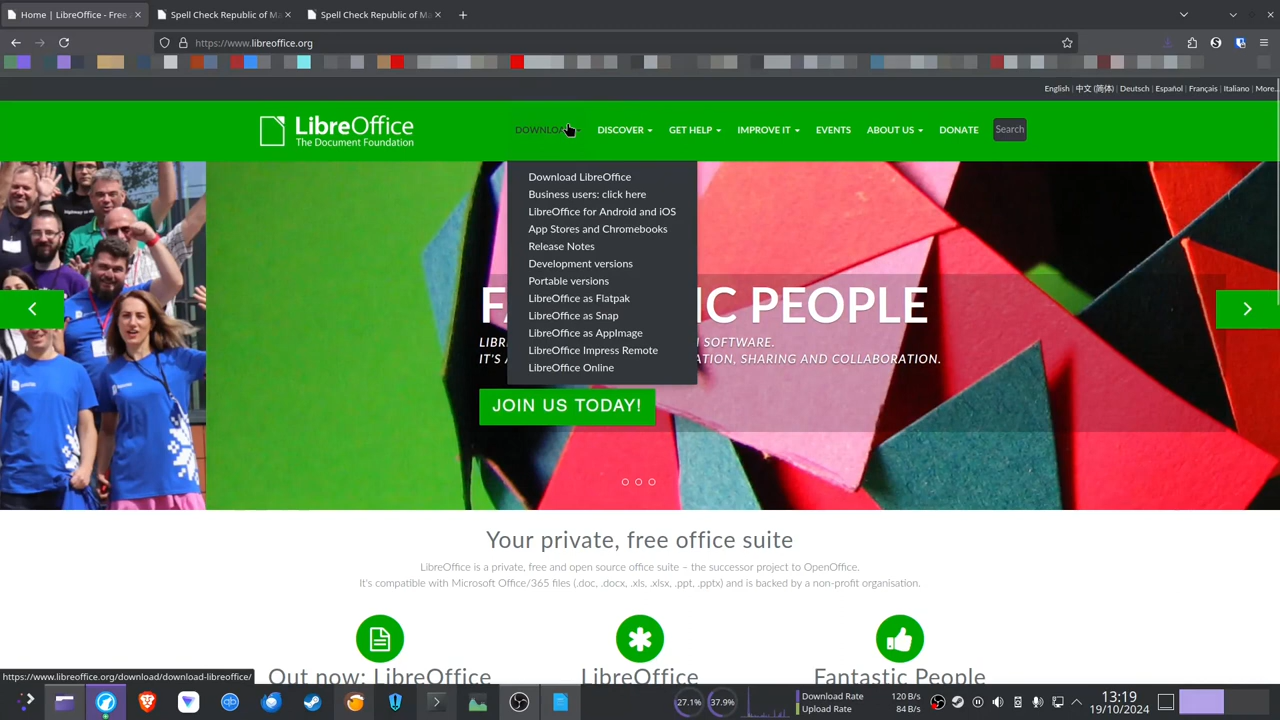 Home | LibreOffice - Free
Spell Check Republic of Ma
Spell Check Republic of Ma
https://www.libreoffice.org
English | 中文 (简体) | Deutsch | Español | Français | Italiano | More...
LibreOffice
The Document Foundation
DOWNLOAD
DISCOVER
GET HELP
IMPROVE IT
EVENTS
ABOUT US
DONATE
Search
Download LibreOffice
Business users: click here
LibreOffice for Android and iOS
App Stores and Chromebooks
Release Notes
Development versions
Portable versions
LibreOffice as Flatpak
LibreOffice as Snap
LibreOffice as AppImage
LibreOffice Impress Remote
LibreOffice Online
PEOPLE
SOFTWARE.
IT'S
SHARING AND COLLABORATION.
JOIN US TODAY!
Your private, free office suite
LibreOffice is a private, free and open source office suite – the successor project to OpenOffice.
It's compatible with Microsoft Office/365 files (.doc, .docx, .xls, .xlsx, .ppt, .pptx) and is backed by a non-profit organisation.
Out now: LibreOffice
LibreOffice
Fantastic People
https://www.libreoffice.org/download/download-libreoffice/
27.1%
37.9%
Download Rate 120 B/s
Upload Rate 84 B/s
13:19
19/10/2024